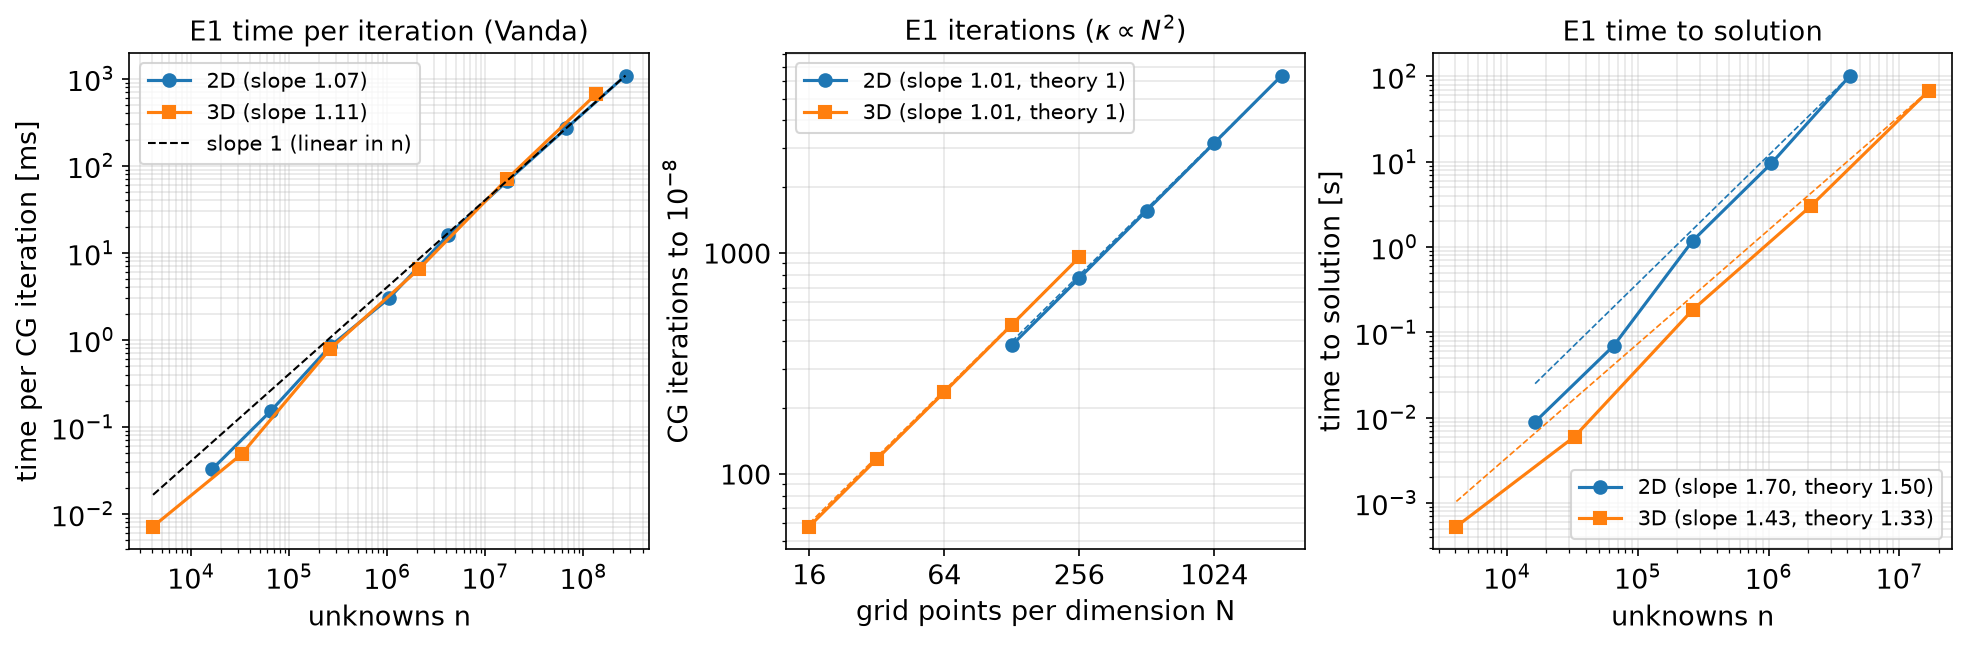 E1 time per iteration (Vanda)
2D (slope 1.07)
3D (slope 1.11)
slope 1 (linear in n)
time per CG iteration [ms]
10³
10²
10¹
10⁰
10⁻¹
10⁻²
10⁴ 10⁵ 10⁶ 10⁷ 10⁸
unknowns n
E1 iterations (κ ∝ N²)
2D (slope 1.01, theory 1)
3D (slope 1.01, theory 1)
CG iterations to 10⁻⁸
1000
100
16 64 256 1024
grid points per dimension N
E1 time to solution
time to solution [s]
10²
10¹
10⁰
10⁻¹
10⁻²
10⁻³
2D (slope 1.70, theory 1.50)
3D (slope 1.43, theory 1.33)
10⁴ 10⁵ 10⁶ 10⁷
unknowns n